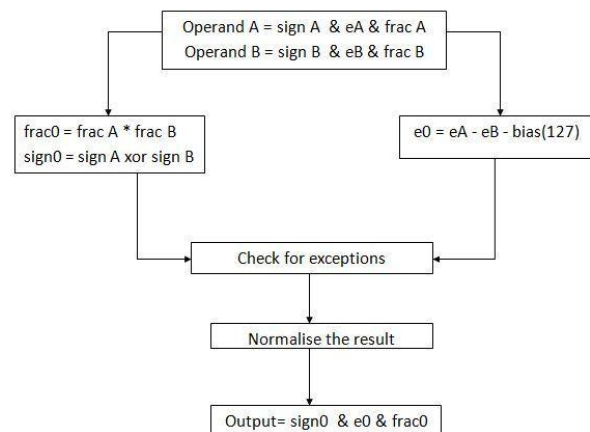 Operand A = sign A & eA & frac A
Operand B = sign B & eB & frac B
frac0 = frac A * frac B
sign0 = sign A xor sign B
e0 = eA - eB - bias(127)
Check for exceptions
Normalise the result
Output= sign0 & e0 & frac0